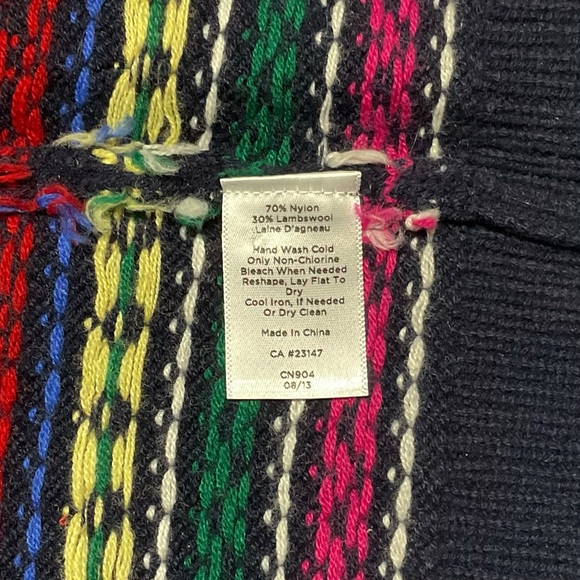 70% Nylon
30% Lambswool
Laine D'agneau
Hand Wash Cold
Only Non-Chlorine
Bleach When Needed
Reshape, Lay Flat To
Dry
Cool Iron, If Needed
Or Dry Clean
Made In China
CA #23147
CN904
08/13